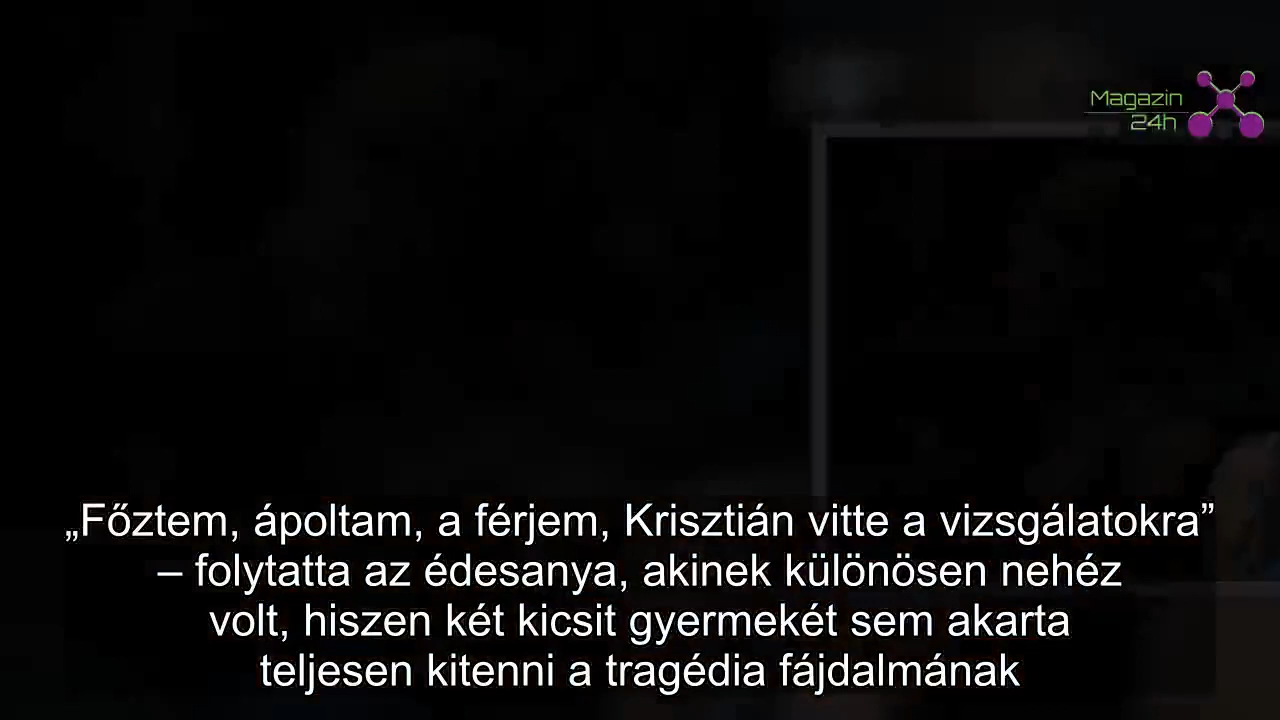 Magazin
24h
„Főztem, ápoltam, a férjem, Krisztián vitte a vizsgálatokra”
– folytatta az édesanya, akinek különösen nehéz
volt, hiszen két kicsit gyermekét sem akarta
teljesen kitenni a tragédia fájdalmának